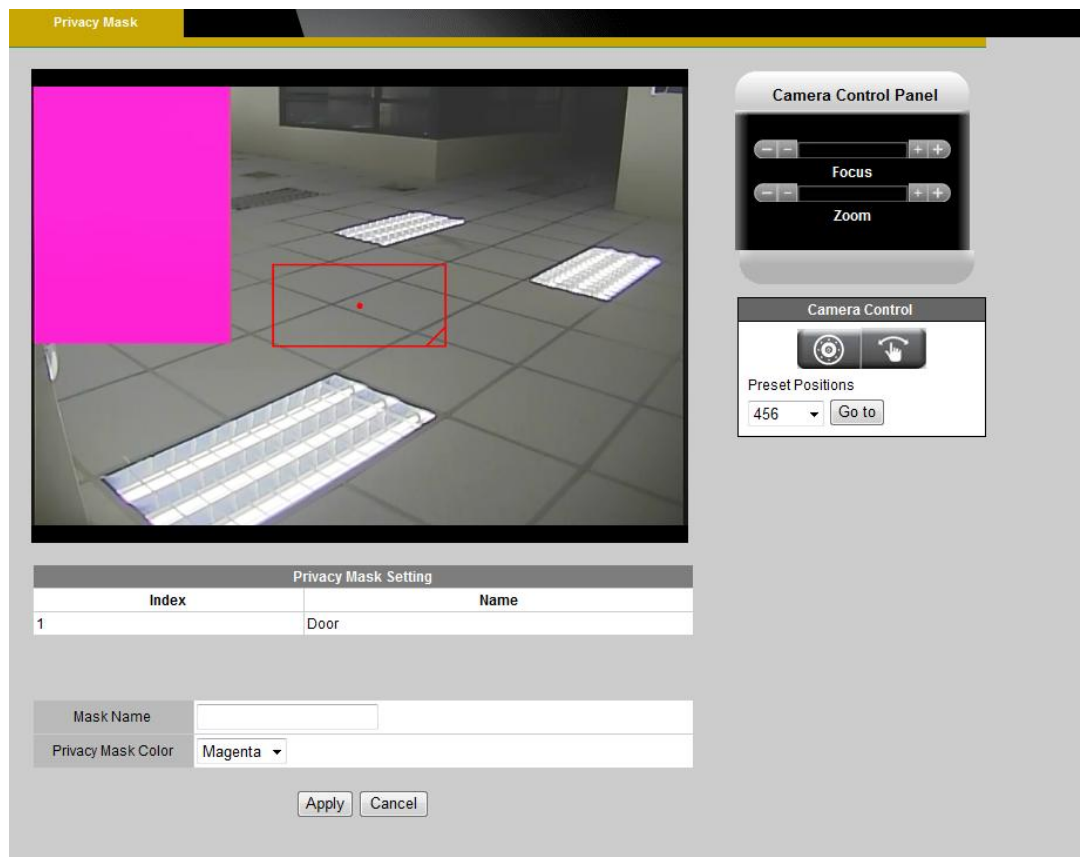 Privacy Mask
Camera Control Panel
Focus
Zoom
Camera Control
Preset Positions
456
Go to
Privacy Mask Setting
Index Name
1 Door
Mask Name
Privacy Mask Color Magenta
Apply Cancel